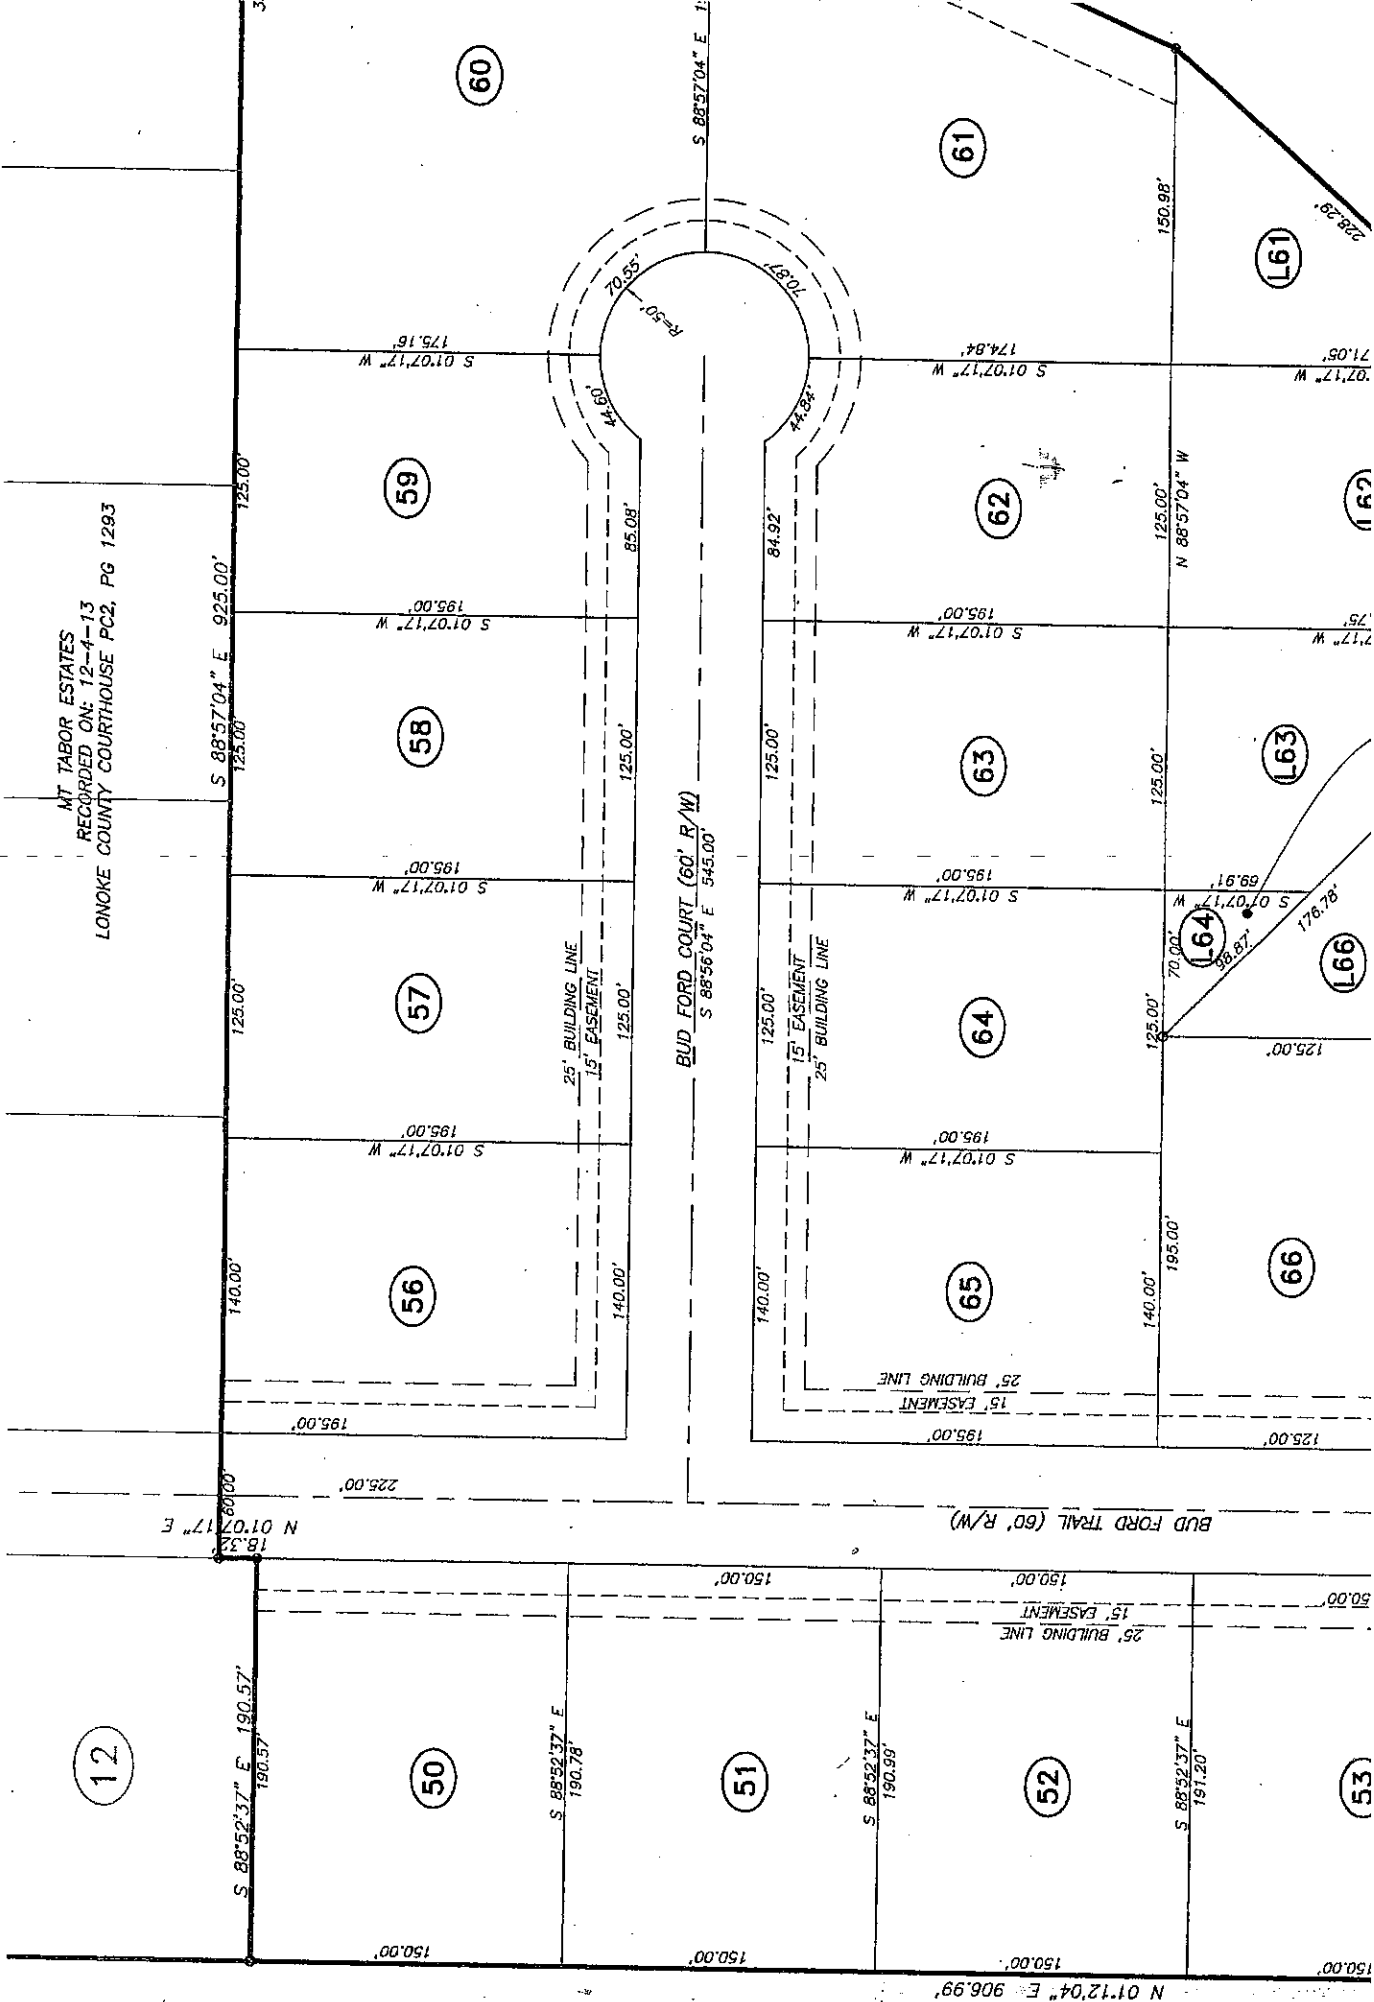 MT TABOR ESTATES
RECORDED ON: 12-4-13
LONOKE COUNTY COURTHOUSE PC2, PG 1293
12
S 88°52'37" E 190.57'
190.57'
N 01°07'17" E
18.32'
60.00'
S 88°57'04" E 925.00'
140.00'
125.00'
125.00'
125.00'
225.00'
195.00'
56
S 01°07'17" W
195.00'
57
S 01°07'17" W
195.00'
58
S 01°07'17" W
195.00'
59
S 01°07'17" W
175.16'
60
25' BUILDING LINE
15' EASEMENT
140.00'
125.00'
125.00'
85.08'
44.60'
70.55'
R=50'
BUD FORD COURT (60' R/W)
S 88°56'04" E 545.00'
S 88°57'04" E
70.87'
44.84'
140.00'
125.00'
125.00'
84.92'
15' EASEMENT
25' BUILDING LINE
25' BUILDING LINE
15' EASEMENT
195.00'
65
S 01°07'17" W
195.00'
64
S 01°07'17" W
195.00'
63
S 01°07'17" W
195.00'
62
S 01°07'17" W
174.84'
61
140.00'
195.00'
125.00'
70.00'
125.00'
125.00'
N 88°57'04" W
150.98'
BUD FORD TRAIL (60' R/W)
125.00'
66
125.00'
L64
98.87'
S 01°07'17" W
69.91'
176.78'
L66
L63
L62
71.05'
L61
228.29'
50
150.00'
S 88°52'37" E
190.78'
150.00'
51
150.00'
S 88°52'37" E
190.99'
150.00'
52
150.00'
25' BUILDING LINE
15' EASEMENT
S 88°52'37" E
191.20'
53
150.00'
N 01°12'04" E 906.99'